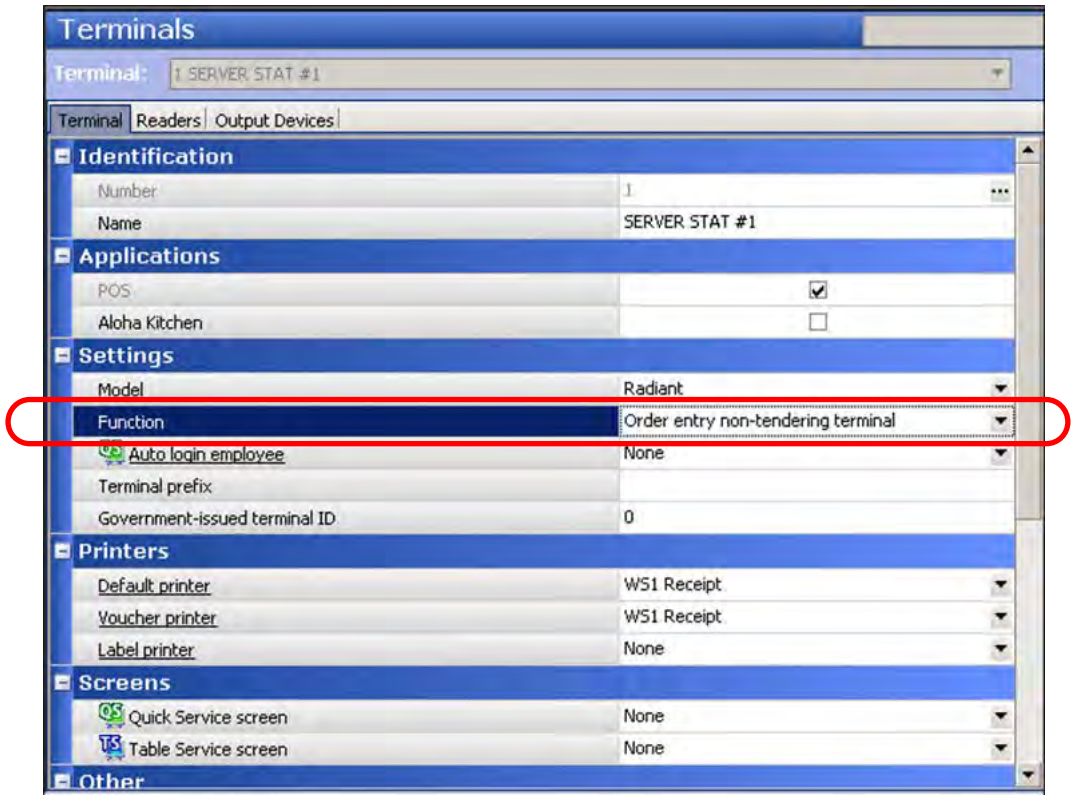 Terminals
Terminal: 1 SERVER STAT #1
Terminal Readers Output Devices
Identification
Number 1 ...
Name SERVER STAT #1
Applications
POS
Aloha Kitchen
Settings
Model Radiant
Function Order entry non-tendering terminal
QS Auto login employee None
Terminal prefix
Government-issued terminal ID 0
Printers
Default printer WS1 Receipt
Voucher printer WS1 Receipt
Label printer None
Screens
QS Quick Service screen None
TS Table Service screen None
Other